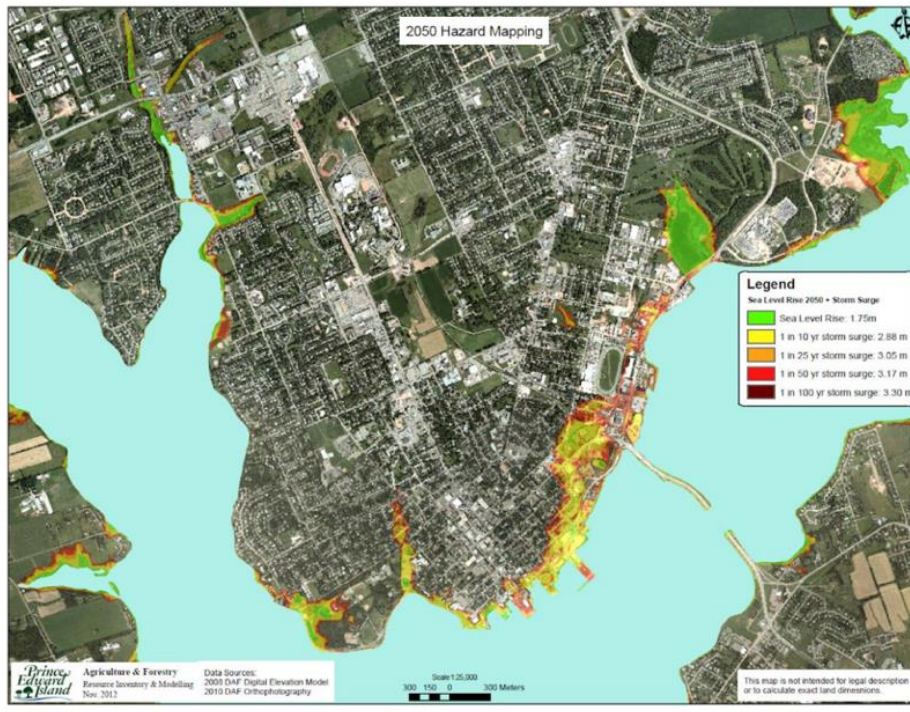 2050 Hazard Mapping
Legend
Sea Level Rise 2050 + Storm Surge
Sea Level Rise: 1.75m
1 in 10 yr storm surge: 2.88 m
1 in 25 yr storm surge: 3.05 m
1 in 50 yr storm surge: 3.17 m
1 in 100 yr storm surge: 3.30 m
Prince
Edward
Island
Agriculture & Forestry
Resource Inventory & Modelling
Nov. 2012
Data Sources:
2008 DAF Digital Elevation Model
2010 DAF Orthophotography
Scale 1:25,000
300 150 0 300 Meters
This map is not intended for legal description
or to calculate exact land dimensions.